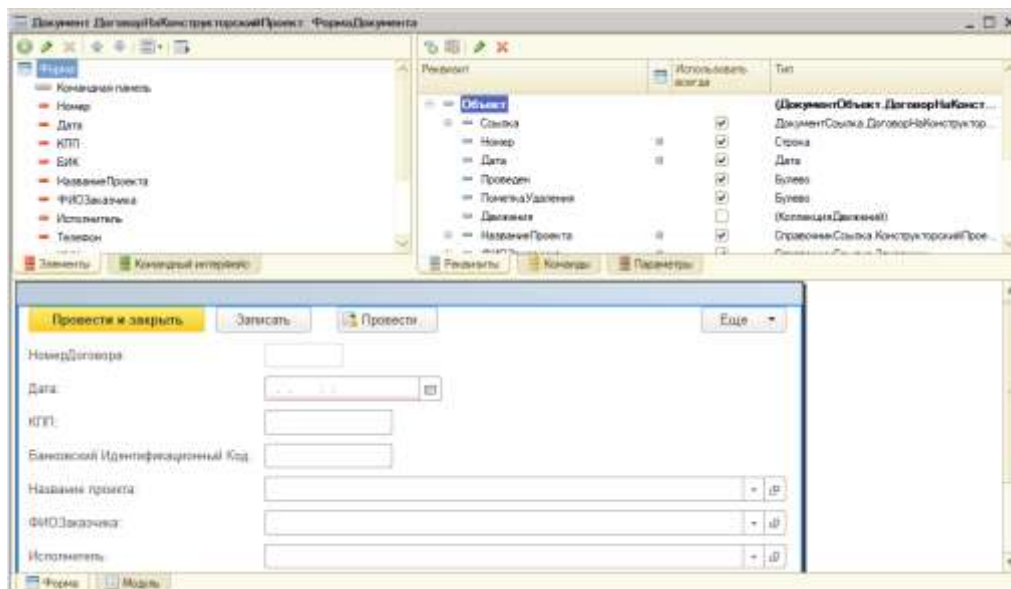 Документ ДоговорНаКонструкторскийПроект: ФормаДокумента
Форма
Командная панель
Номер
Дата
КПП
БИК
НазваниеПроекта
ФИОЗаказчика
Исполнитель
Телефон
Элементы
Командный интерфейс
Реквизит
Использовать всегда
Тип
Объект
(ДокументОбъект.ДоговорНаКонст...
Ссылка
ДокументСсылка.ДоговорНаКонструктор...
Номер
Строка
Дата
Дата
Проведен
Булево
ПометкаУдаления
Булево
Движения
(КоллекцияДвижений)
НазваниеПроекта
СправочникСсылка.КонструкторскийПрое...
Реквизиты
Команды
Параметры
Провести и закрыть
Записать
Провести
Еще
НомерДоговора:
Дата:
КПП:
Банковский Идентификационный Код:
Название проекта:
ФИОЗаказчика:
Исполнитель:
Форма
Модуль